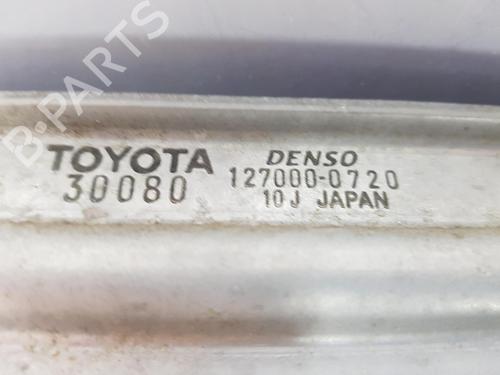 B-PARTS
TOYOTA DENSO
30080 127000-0720
10J JAPAN